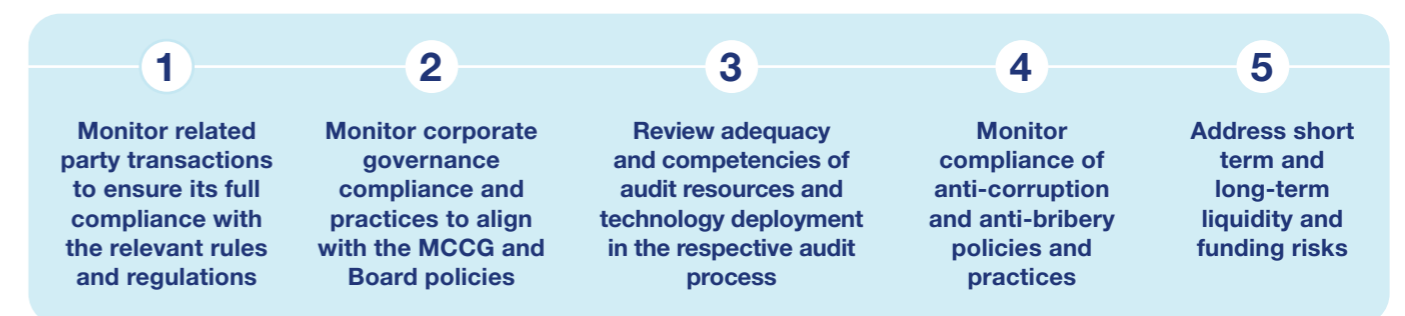 1
Monitor related
party transactions
to ensure its full
compliance with
the relevant rules
and regulations
2
Monitor corporate
governance
compliance and
practices to align
with the MCCG and
Board policies
3
Review adequacy
and competencies of
audit resources and
technology deployment
in the respective audit
process
4
Monitor
compliance of
anti-corruption
and anti-bribery
policies and
practices
5
Address short
term and
long-term
liquidity and
funding risks